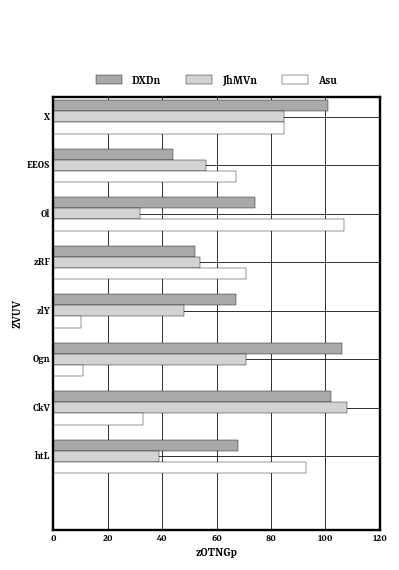 DXDn JhMVn Asu
X
EEOS
Ol
zRF
zlY
Ogn
CkV
htL
ZVUV
0 20 40 60 80 100 120
zOTNGp